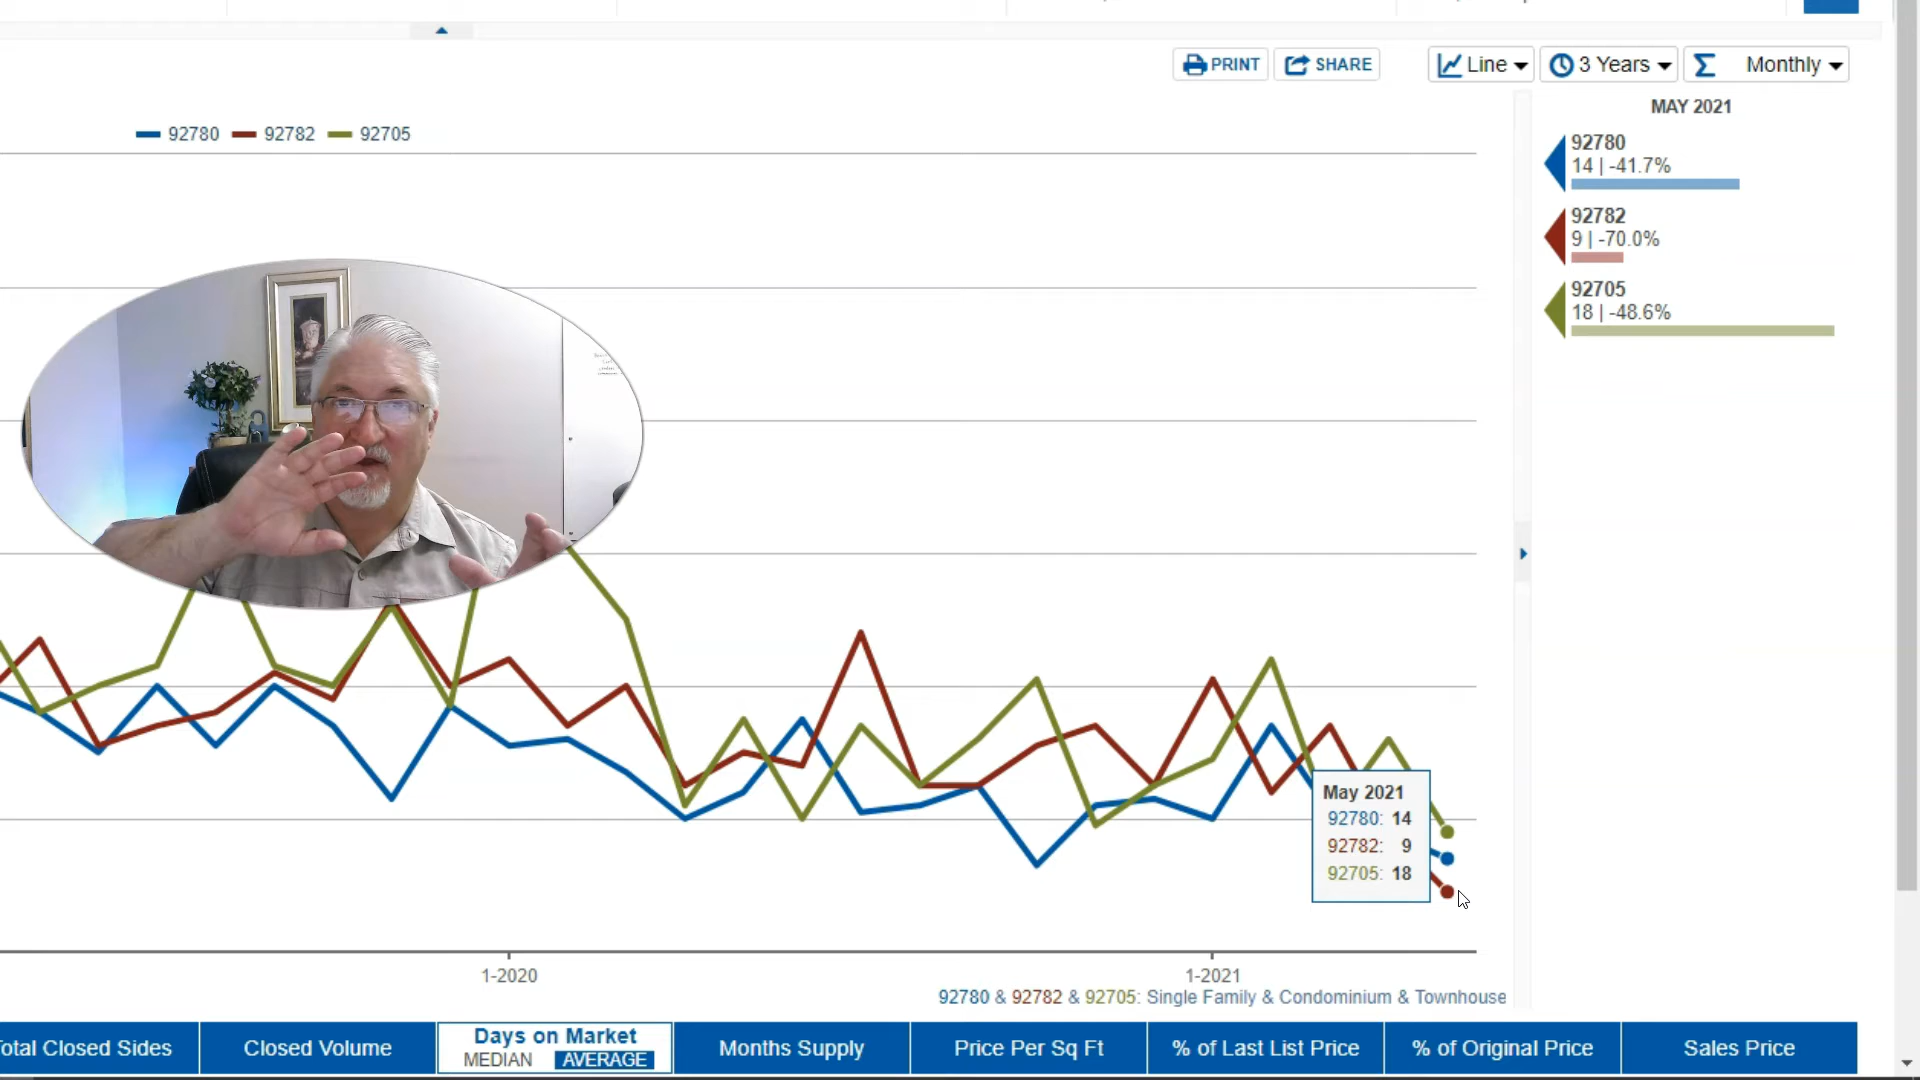 PRINT SHARE Line 3 Years Monthly
MAY 2021
92780 92782 92705
92780
14 | -41.7%
92782
9 | -70.0%
92705
18 | -48.6%
May 2021
92780: 14
92782: 9
92705: 18
1-2020 1-2021
92780 & 92782 & 92705: Single Family & Condominium & Townhouse
otal Closed Sides Closed Volume Days on Market Months Supply Price Per Sq Ft % of Last List Price % of Original Price Sales Price
MEDIAN AVERAGE